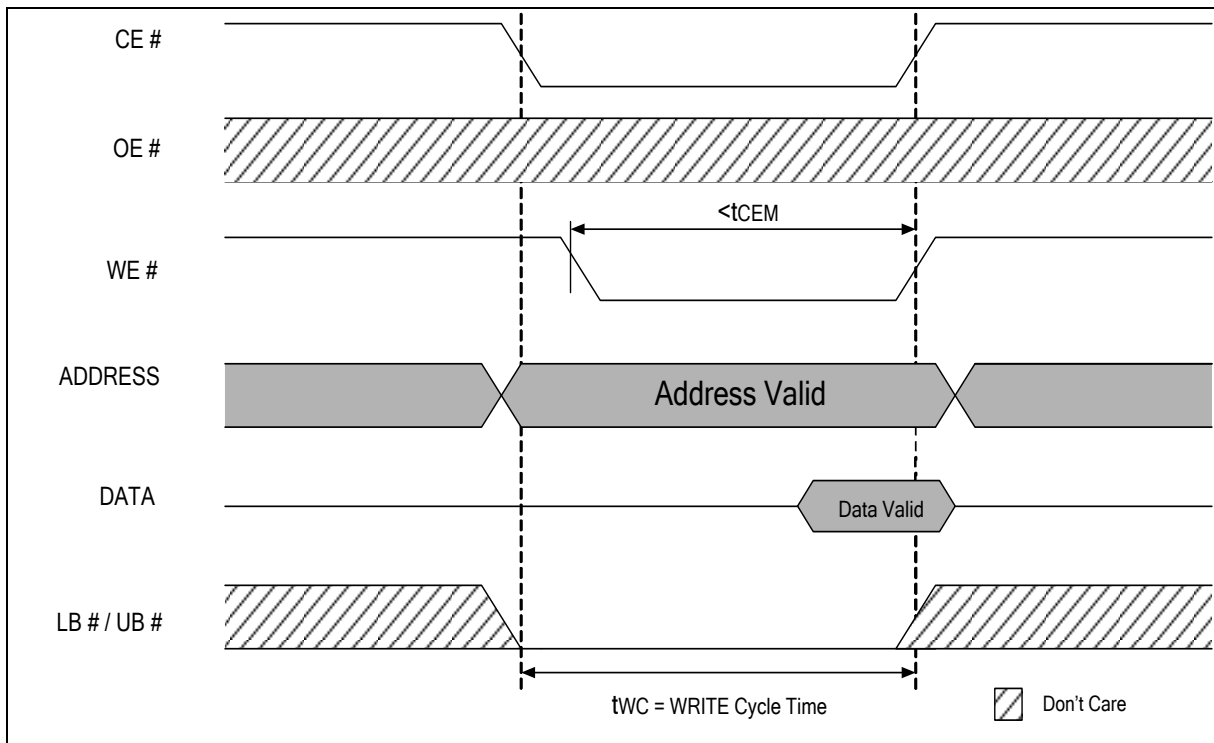 CE #
OE #
<tCEM
WE #
ADDRESS
Address Valid
DATA
Data Valid
LB # / UB #
tWC = WRITE Cycle Time
Don't Care